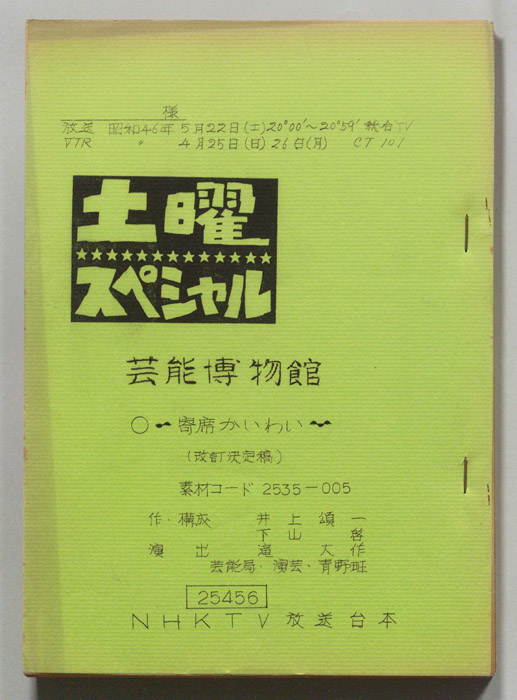 様
放送 昭和46年 5月22日(土)20°00′〜20°59′ 総合TV
VTR 〃 4月25日(日)26日(月) CT 101
土曜
スペシャル
芸能博物館
○〜寄席かいわい〜
(改訂決定稿)
素材コード 2535-005
作・構成 井上頌一
下山啓
演出 滝大作
芸能局・演芸・青野班
25456
NHKTV放送台本